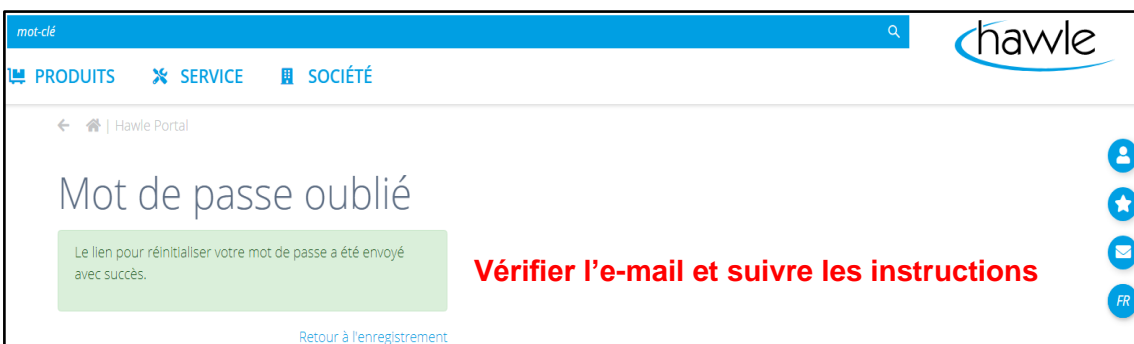 mot-clé
hawle
PRODUITS SERVICE SOCIÉTÉ
| Hawle Portal
Mot de passe oublié
Le lien pour réinitialiser votre mot de passe a été envoyé
avec succès.
Vérifier l’e-mail et suivre les instructions
FR
Retour à l'enregistrement